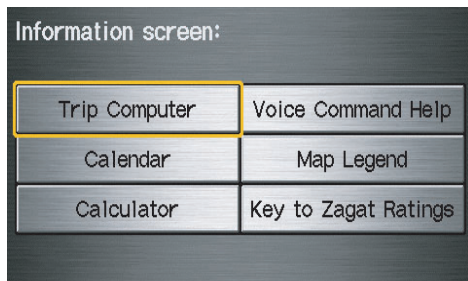 Information screen:
Trip Computer
Voice Command Help
Calendar
Map Legend
Calculator
Key to Zagat Ratings